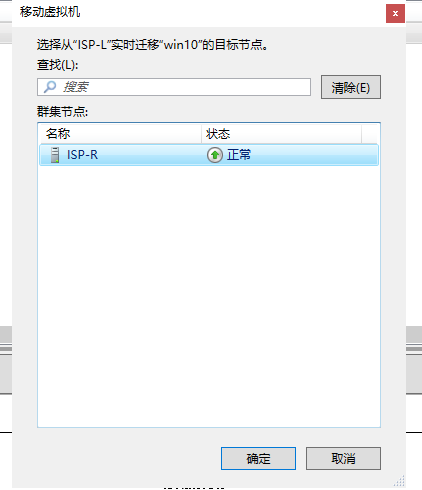 移动虚拟机
x
选择从“ISP-L”实时迁移“win10”的目标节点。
查找(L):
搜索
清除(E)
群集节点:
名称 状态
ISP-R 正常
确定 取消